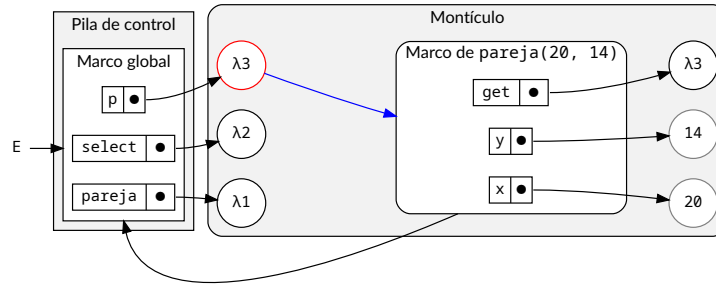 Pila de control
Marco global
p
select
pareja
E
Montículo
λ3
λ2
λ1
Marco de pareja(20, 14)
get
y
x
λ3
14
20